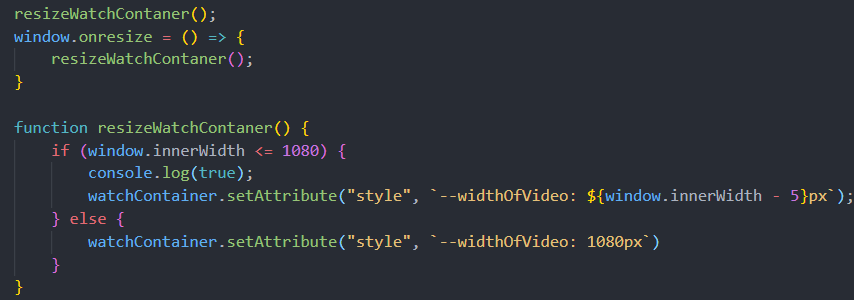 resizeWatchContaner();
window.onresize = () => {
    resizeWatchContaner();
}

function resizeWatchContaner() {
    if (window.innerWidth <= 1080) {
        console.log(true);
        watchContainer.setAttribute("style", `--widthOfVideo: ${window.innerWidth - 5}px`);
    } else {
        watchContainer.setAttribute("style", `--widthOfVideo: 1080px`)
    }
}